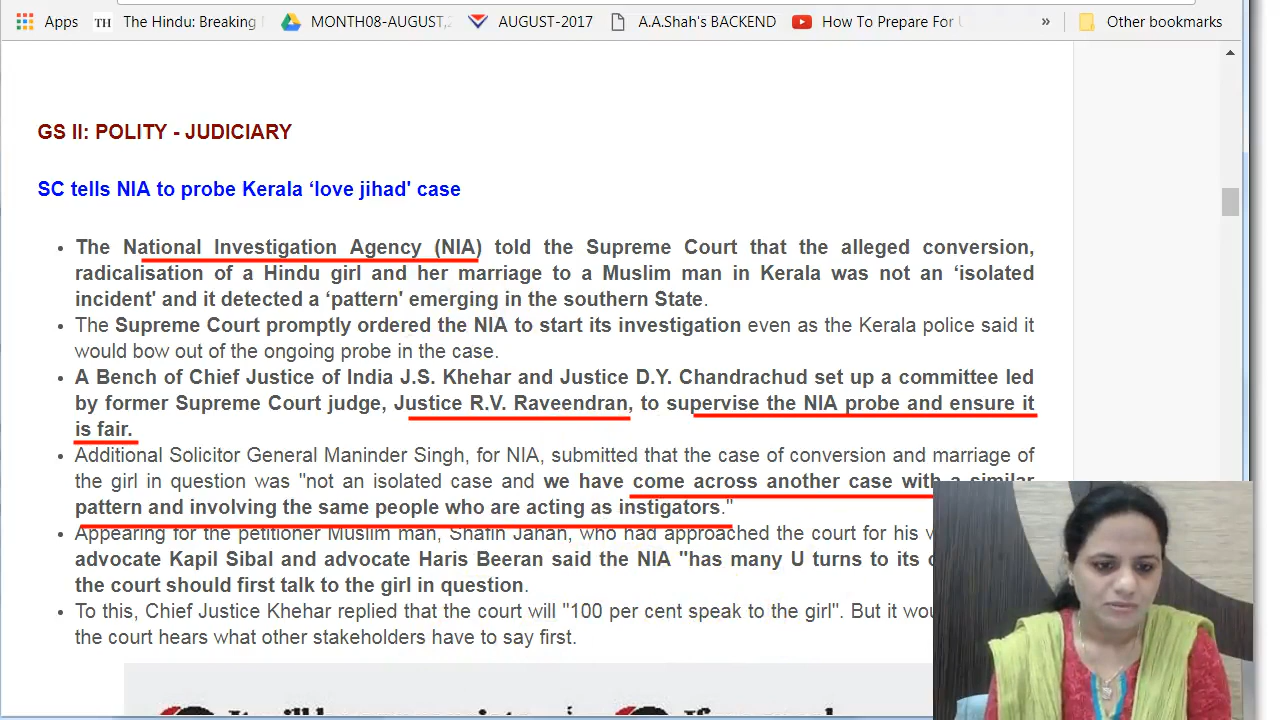 Apps The Hindu: Breaking MONTH08-AUGUST, AUGUST-2017 A.A.Shah's BACKEND How To Prepare For » Other bookmarks
GS II: POLITY - JUDICIARY
SC tells NIA to probe Kerala ‘love jihad' case
• The National Investigation Agency (NIA) told the Supreme Court that the alleged conversion,
radicalisation of a Hindu girl and her marriage to a Muslim man in Kerala was not an ‘isolated
incident' and it detected a ‘pattern' emerging in the southern State.
• The Supreme Court promptly ordered the NIA to start its investigation even as the Kerala police said it
would bow out of the ongoing probe in the case.
• A Bench of Chief Justice of India J.S. Khehar and Justice D.Y. Chandrachud set up a committee led
by former Supreme Court judge, Justice R.V. Raveendran, to supervise the NIA probe and ensure it
is fair.
• Additional Solicitor General Maninder Singh, for NIA, submitted that the case of conversion and marriage of
the girl in question was "not an isolated case and we have come across another case with a similar
pattern and involving the same people who are acting as instigators."
• Appearing for the petitioner Muslim man, Shafin Jahan, who had approached the court for his
advocate Kapil Sibal and advocate Haris Beeran said the NIA "has many U turns to its
the court should first talk to the girl in question.
• To this, Chief Justice Khehar replied that the court will "100 per cent speak to the girl". But it
the court hears what other stakeholders have to say first.